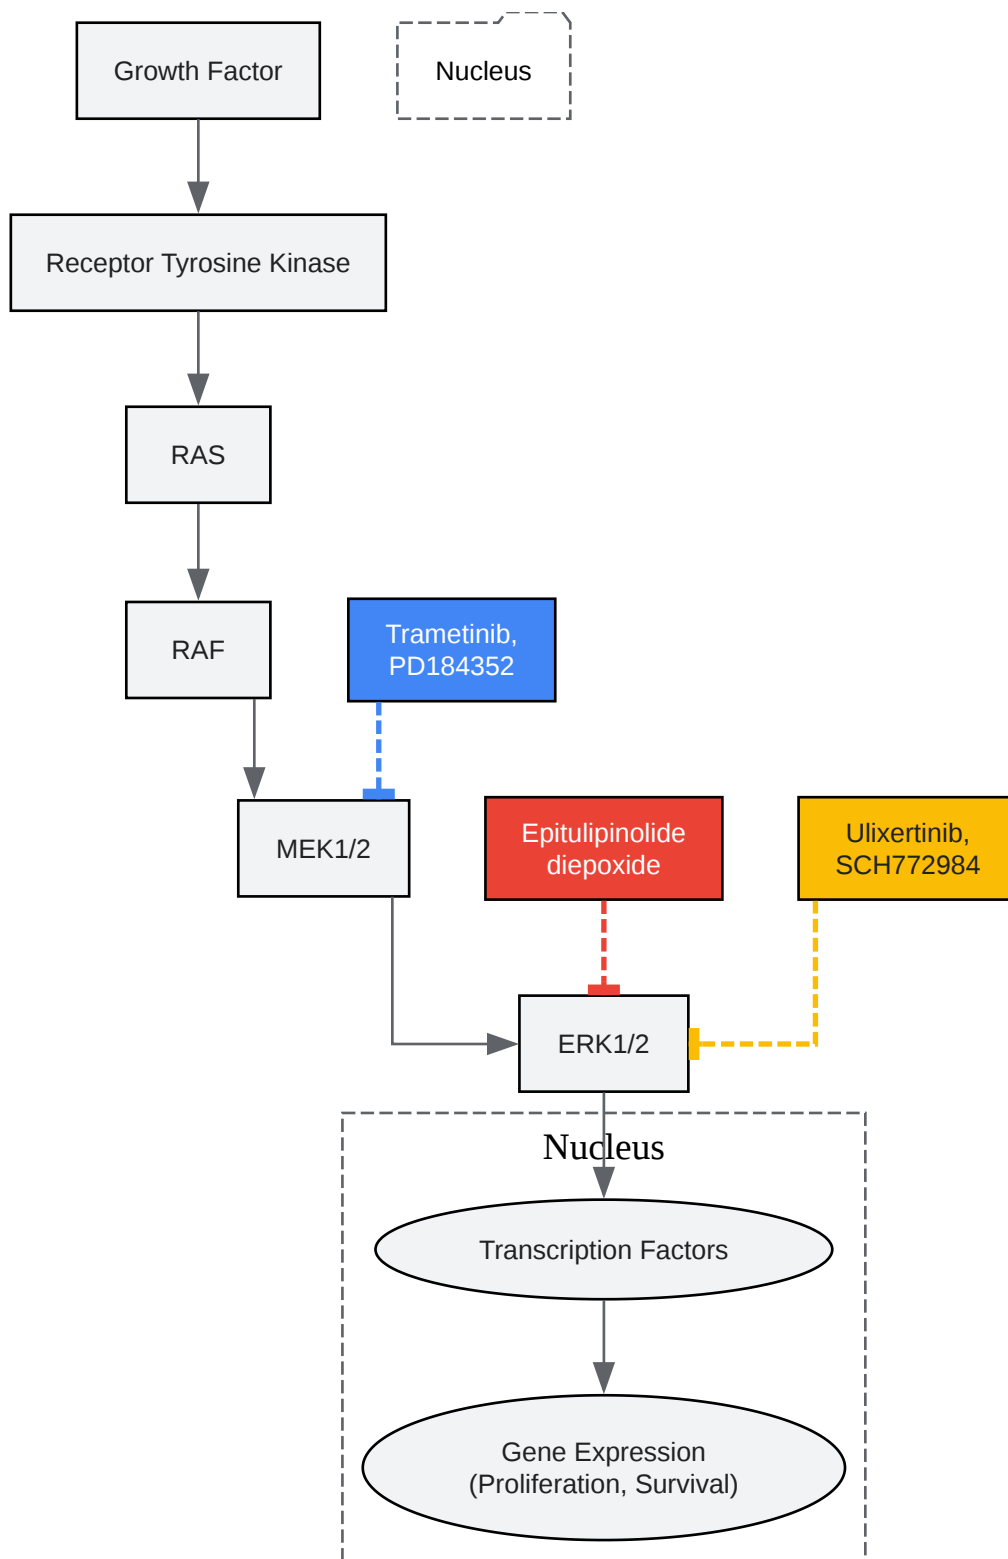 Growth Factor
Nucleus
Receptor Tyrosine Kinase
RAS
RAF
Trametinib,
PD184352
MEK1/2
Epitulipinolide
diepoxide
Ulixertinib,
SCH772984
ERK1/2
Nucleus
Transcription Factors
Gene Expression
(Proliferation, Survival)